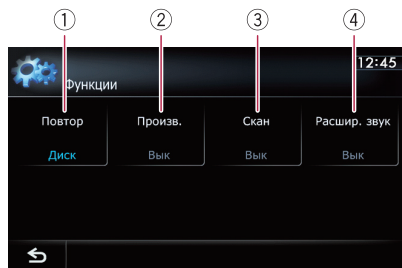 ① ② ③ ④
12:45
Функции
Повтор Произв. Скан Расшир. звук
Диск Вык Вык Вык